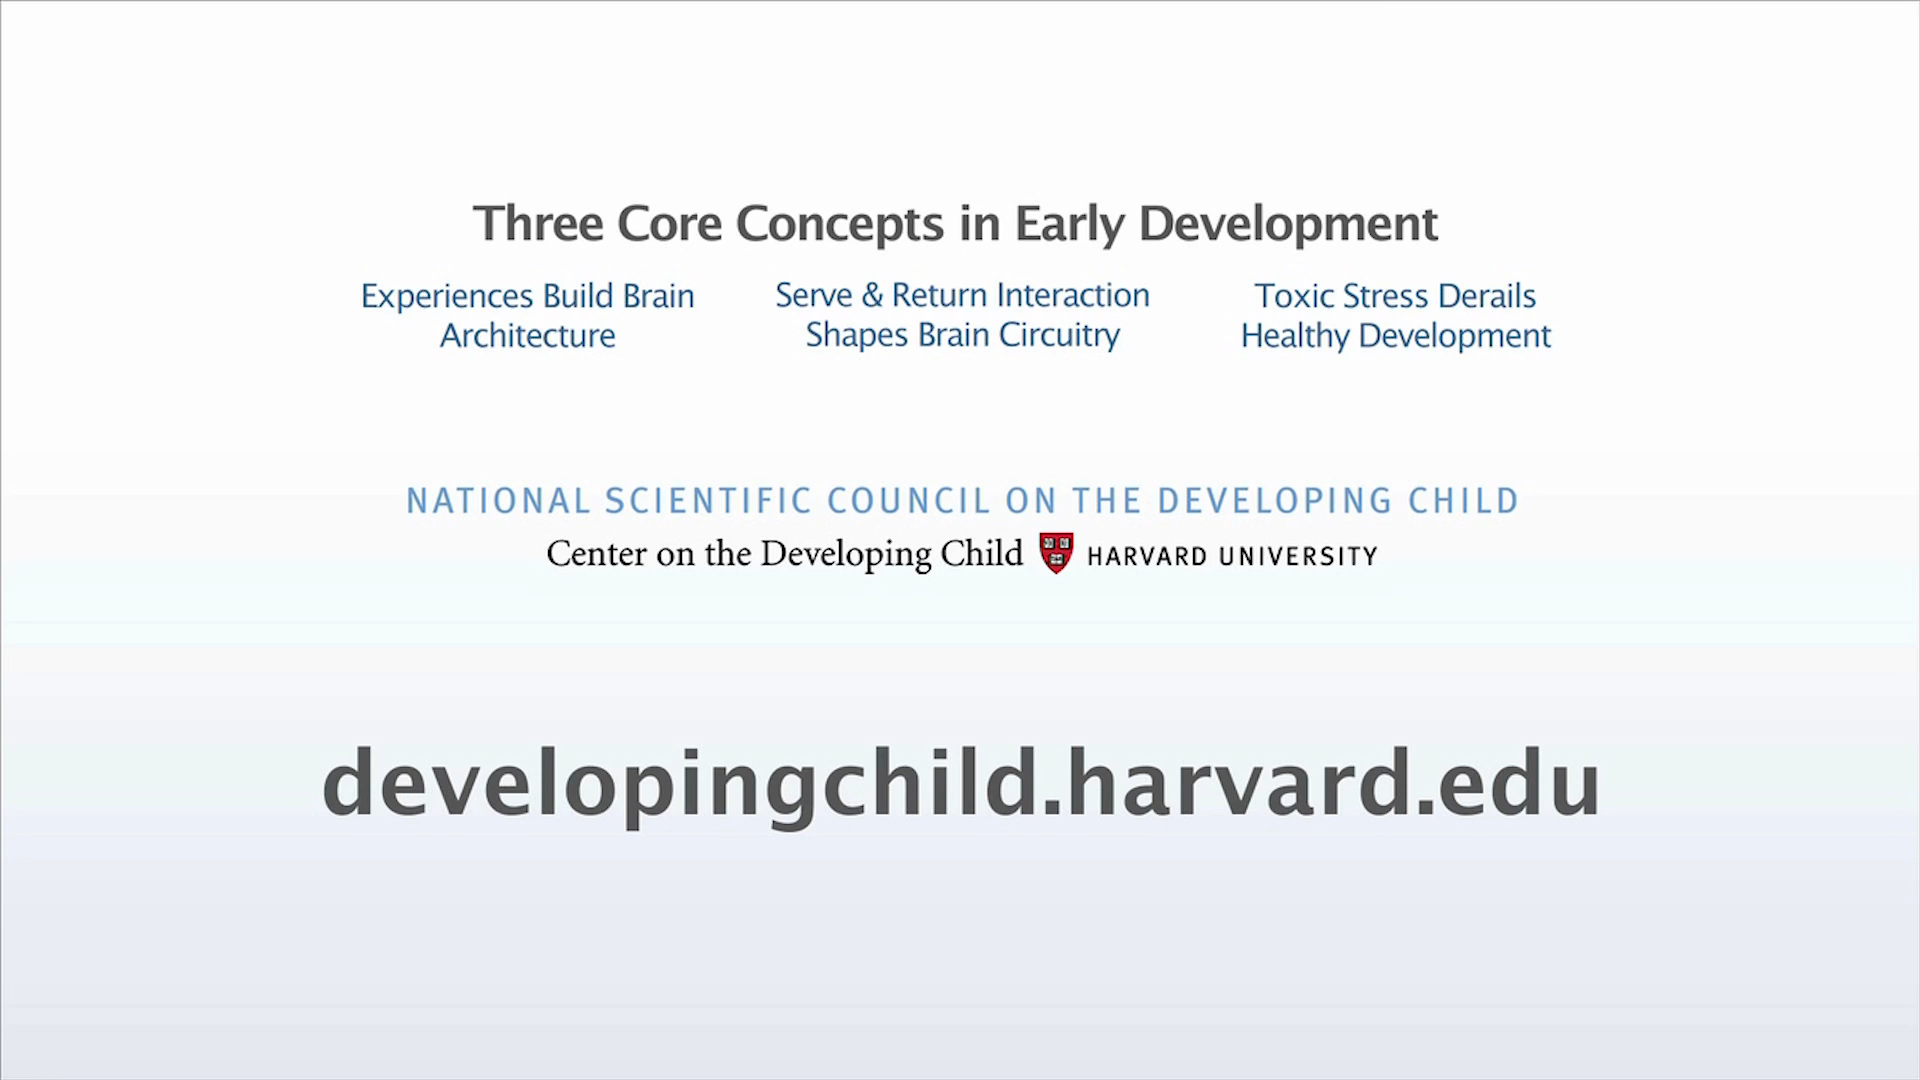 Three Core Concepts in Early Development
Experiences Build Brain
Architecture
Serve & Return Interaction
Shapes Brain Circuitry
Toxic Stress Derails
Healthy Development
NATIONAL SCIENTIFIC COUNCIL ON THE DEVELOPING CHILD
Center on the Developing Child HARVARD UNIVERSITY
developingchild.harvard.edu